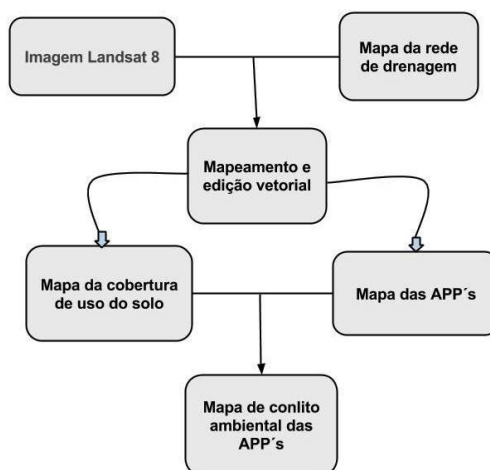 Imagem Landsat 8
Mapa da rede
de drenagem
Mapeamento e
edição vetorial
Mapa da cobertura
de uso do solo
Mapa das APP´s
Mapa de conlito
ambiental das
APP´s